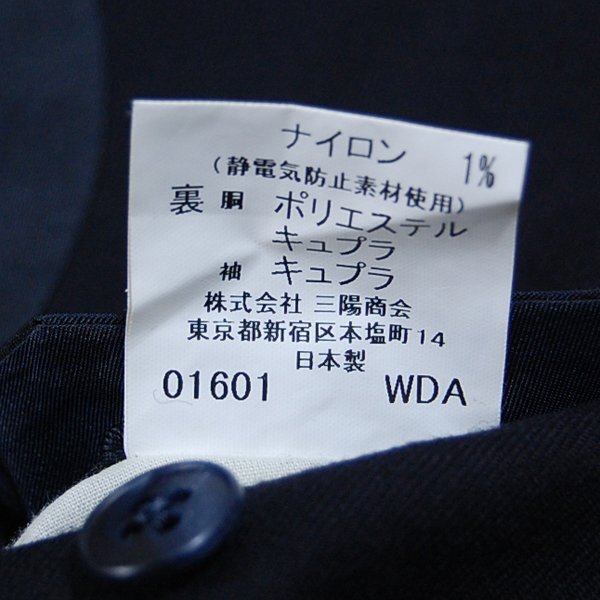 ナイロン 1%
(静電気防止素材使用)
裏 胴 ポリエステル
キュプラ
袖 キュプラ
株式会社 三陽商会
東京都新宿区本塩町14
日本製
01601 WDA